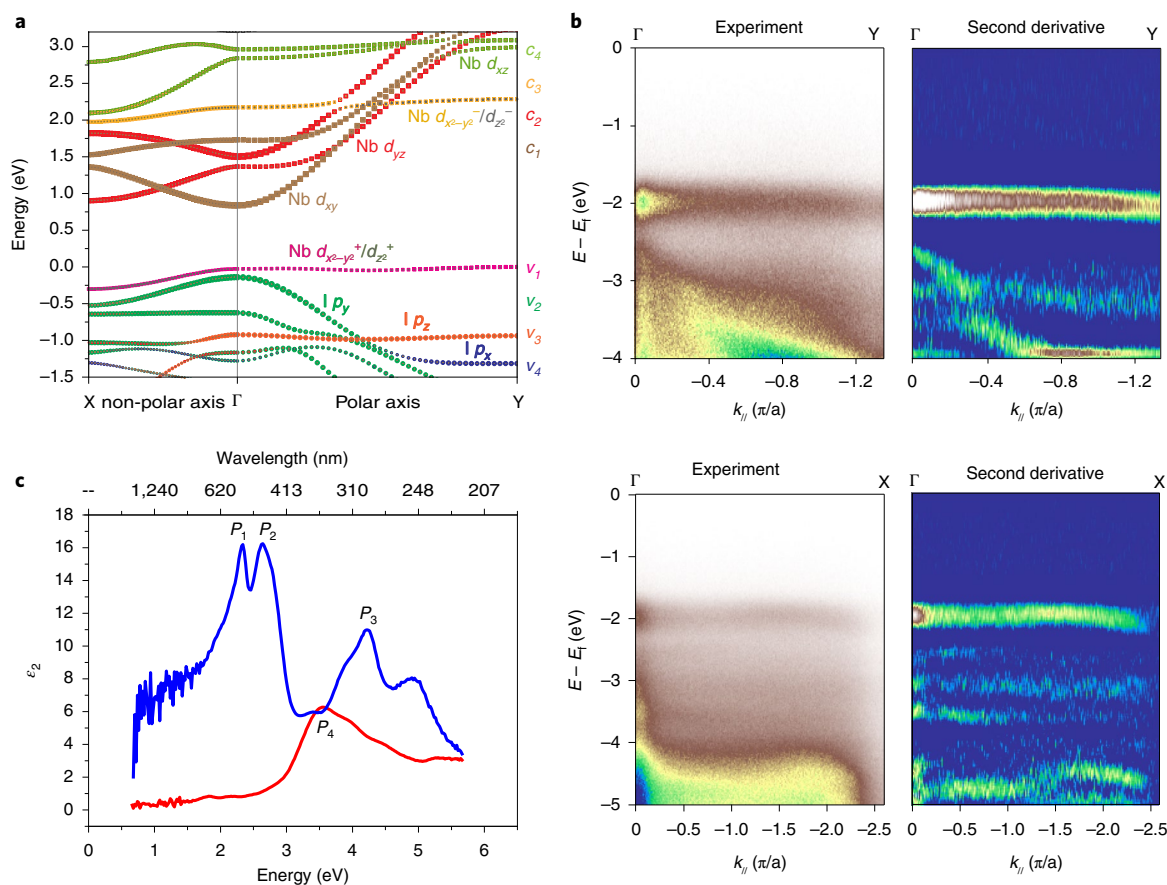 a
3.0
2.5
2.0
1.5
1.0
0.5
0.0
−0.5
−1.0
−1.5
Energy (eV)
Nb dxz
Nb dx²−y²⁻/dz²⁻
Nb dyz
Nb dxy
Nb dx²−y²⁺/dz²⁺
I py
I pz
I px
c4
c3
c2
c1
v1
v2
v3
v4
X non-polar axis Γ Polar axis Y
b
Γ Experiment Y
0
−1
−2
−3
−4
E − Ef (eV)
0 −0.4 −0.8 −1.2
k// (π/a)
Γ Second derivative Y
0 −0.4 −0.8 −1.2
k// (π/a)
Γ Experiment X
0
−1
−2
−3
−4
−5
E − Ef (eV)
0 −0.5 −1.0 −1.5 −2.0 −2.5
k// (π/a)
Γ Second derivative X
0 −0.5 −1.0 −1.5 −2.0 −2.5
k// (π/a)
c
Wavelength (nm)
-- 1,240 620 413 310 248 207
18
16
14
12
10
8
6
4
2
0
ε2
P1 P2
P3
P4
0 1 2 3 4 5 6
Energy (eV)